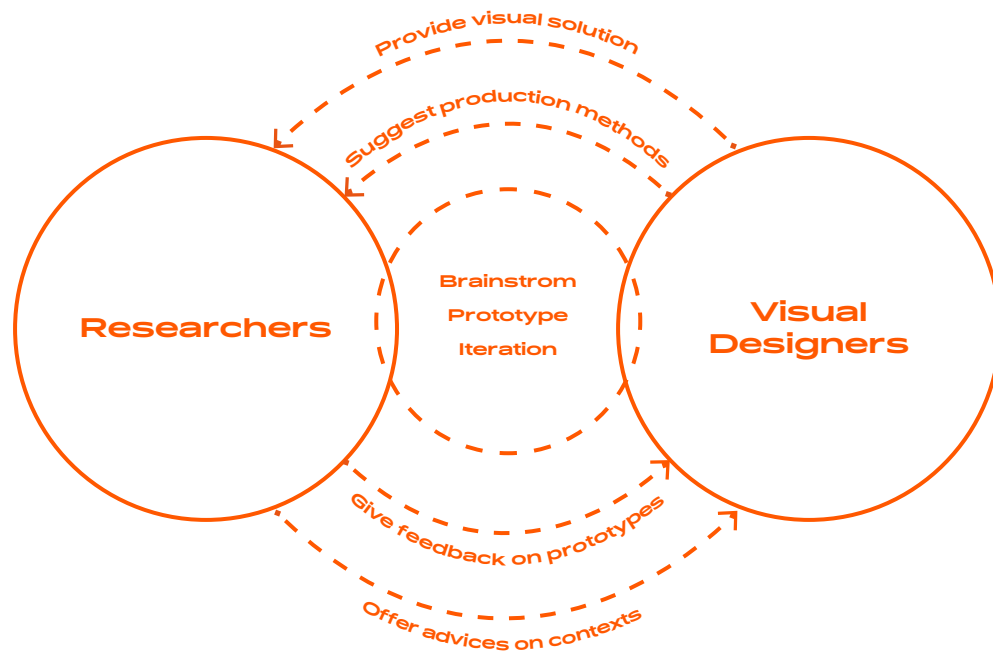 Provide visual solution
Suggest production methods
Brainstrom
Prototype
Iteration
Researchers
Visual
Designers
Give feedback on prototypes
Offer advices on contexts